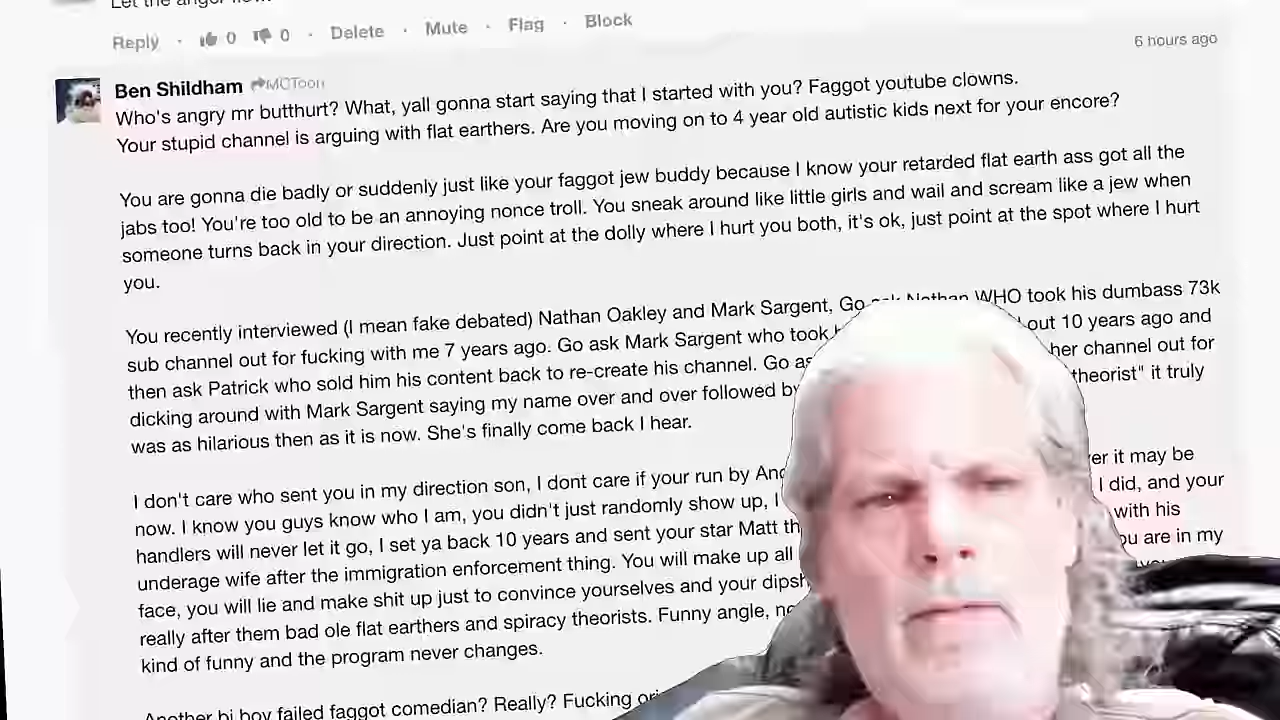 Let the anger
Reply · 0 0 · Delete · Mute · Flag · Block
6 hours ago
Ben Shildham MCToon
Who's angry mr butthurt? What, yall gonna start saying that I started with you? Faggot youtube clowns.
Your stupid channel is arguing with flat earthers. Are you moving on to 4 year old autistic kids next for your encore?
You are gonna die badly or suddenly just like your faggot jew buddy because I know your retarded flat earth ass got all the
jabs too! You're too old to be an annoying nonce troll. You sneak around like little girls and wail and scream like a jew when
someone turns back in your direction. Just point at the dolly where I hurt you both, it's ok, just point at the spot where I hurt
you.
You recently interviewed (I mean fake debated) Nathan Oakley and Mark Sargent, Go ask Nathan WHO took his dumbass 73k
sub channel out for fucking with me 7 years ago. Go ask Mark Sargent who took out 10 years ago and
then ask Patrick who sold him his content back to re-create his channel. Go her channel out for
dicking around with Mark Sargent saying my name over and over followed by theorist" it truly
was as hilarious then as it is now. She's finally come back I hear.
I don't care who sent you in my direction son, I dont care if your run by it may be
now. I know you guys know who I am, you didn't just randomly show up, I I did, and your
handlers will never let it go, I set ya back 10 years and sent your star Matt with his
underage wife after the immigration enforcement thing. You will make up all are in my
face, you will lie and make shit up just to convince yourselves and your
really after them bad ole flat earthers and spiracy theorists. Funny angle,
kind of funny and the program never changes.
Another bi boy failed faggot comedian? Really? Fucking